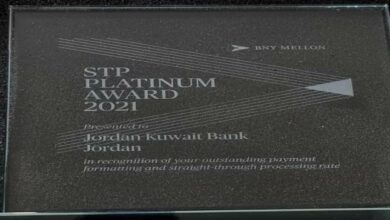 BNY MELLON
STP
PLATINUM
AWARD
2021
Presented to
Jordan Kuwait Bank
Jordan
in recognition of your outstanding payment
formatting and straight-through processing rate